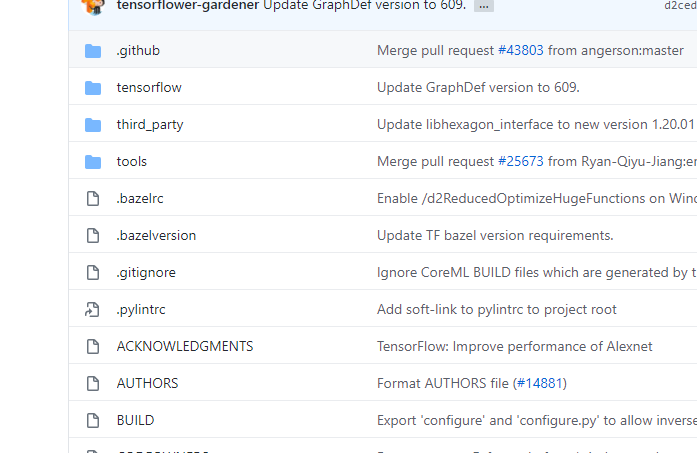 tensorflower-gardener Update GraphDef version to 609. ... d2ced
.github Merge pull request #43803 from angerson:master
tensorflow Update GraphDef version to 609.
third_party Update libhexagon_interface to new version 1.20.01
tools Merge pull request #25673 from Ryan-Qiyu-Jiang:en
.bazelrc Enable /d2ReducedOptimizeHugeFunctions on Wind
.bazelversion Update TF bazel version requirements.
.gitignore Ignore CoreML BUILD files which are generated by t
.pylintrc Add soft-link to pylintrc to project root
ACKNOWLEDGMENTS TensorFlow: Improve performance of Alexnet
AUTHORS Format AUTHORS file (#14881)
BUILD Export 'configure' and 'configure.py' to allow inverse